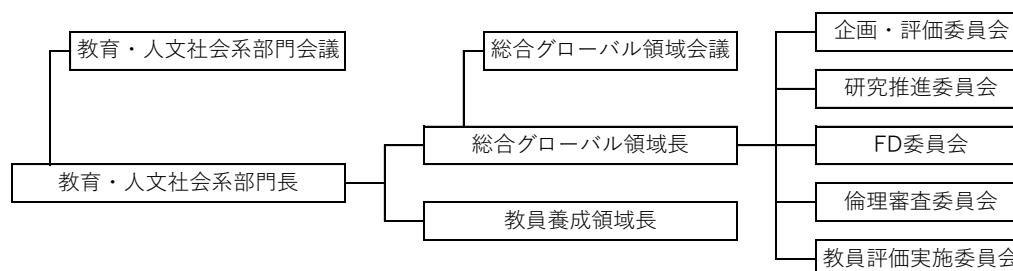 教育・人文社会系部門会議
総合グローバル領域会議
企画・評価委員会
研究推進委員会
総合グローバル領域長
FD委員会
教育・人文社会系部門長
倫理審査委員会
教員養成領域長
教員評価実施委員会